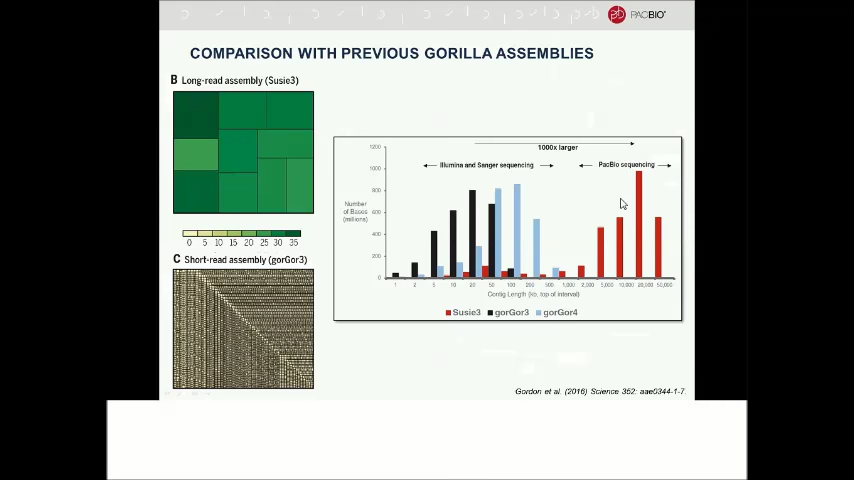 PACBIO
COMPARISON WITH PREVIOUS GORILLA ASSEMBLIES
B Long-read assembly (Susie3)
0 5 10 15 20 25 30 35
C Short-read assembly (gorGor3)
1000x larger
Illumina and Sanger sequencing
PacBio sequencing
Number
of Bases
(millions)
1200
1000
800
600
400
200
0
1 2 5 10 20 50 100 200 500 1,000 2,000 5,000 10,000 20,000 50,000
Contig Length (kb, top of interval)
Susie3 gorGor3 gorGor4
Gordon et al. (2016) Science 352: aae0344-1-7.